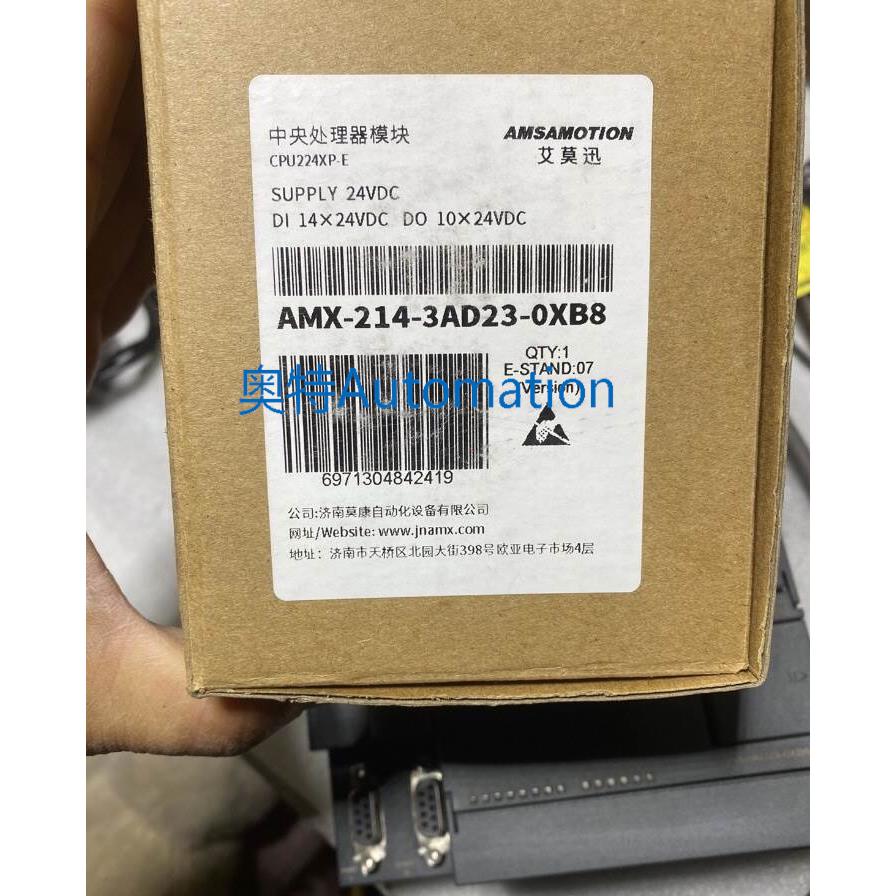 中央处理器模块
AMSAMOTION
CPU224XP-E
艾莫迅
SUPPLY 24VDC
DI 14×24VDC DO 10×24VDC
AMX-214-3AD23-0XB8
QTY:1
E-STAND:07
(Version)
奥特Automation
6971304842419
公司:济南莫康自动化设备有限公司
网址/Website: www.jnamx.com
地址：济南市天桥区北园大街398号欧亚电子市场4层